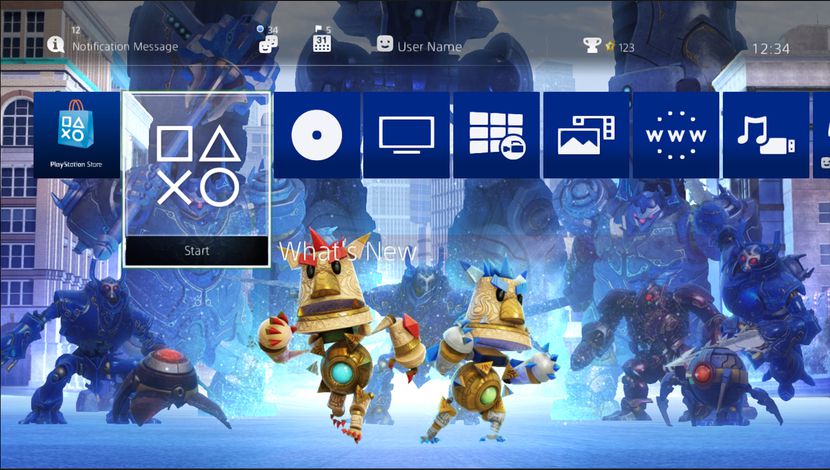 12
Notification Message
34
5
31
User Name
123
12:34
PlayStation Store
Start
What's New
www